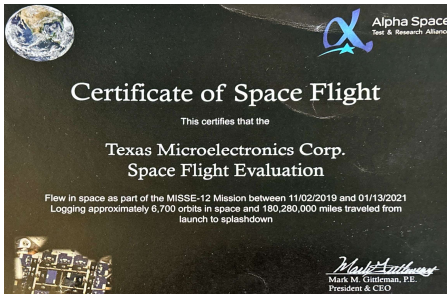 Alpha Space
Test & Research Alliance
Certificate of Space Flight
This certifies that the
Texas Microelectronics Corp.
Space Flight Evaluation
Flew in space as part of the MISSE-12 Mission between 11/02/2019 and 01/13/2021
Logging approximately 6,700 orbits in space and 180,280,000 miles traveled from
launch to splashdown
Mark M. Gittleman, P.E.
President & CEO